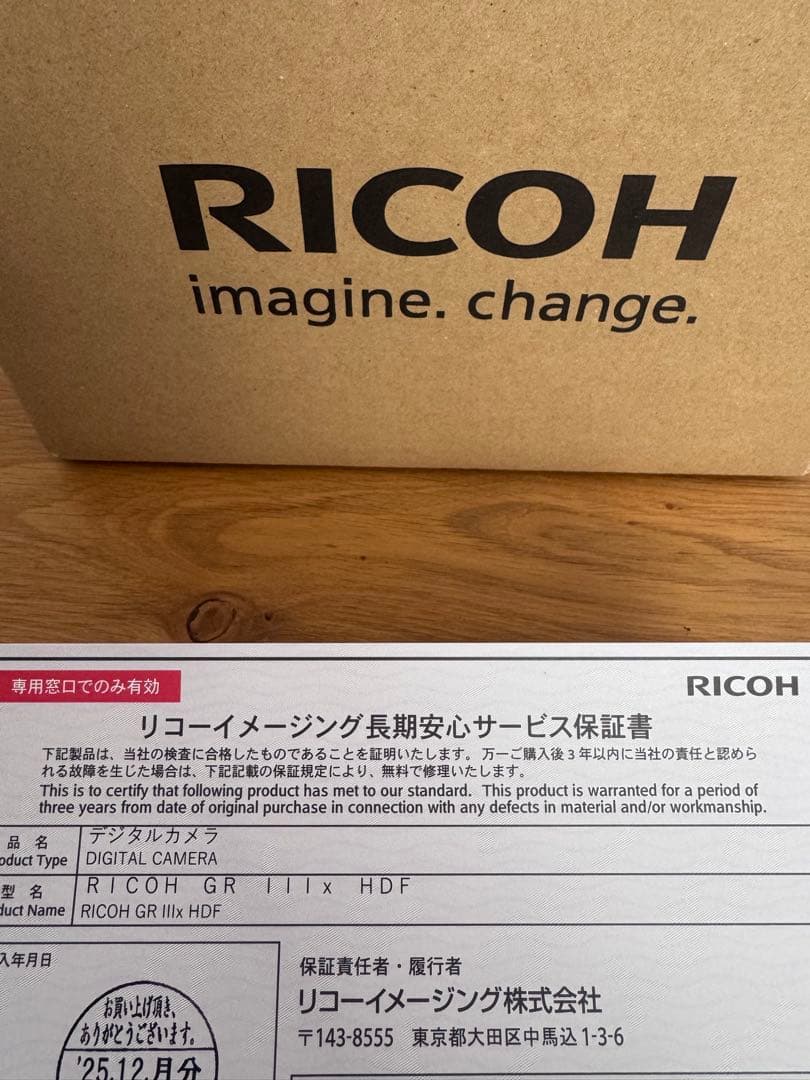 RICOH
imagine. change.
専用窓口でのみ有効
RICOH
リコーイメージング長期安心サービス保証書
下記製品は、当社の検査に合格したものであることを証明いたします。万一ご購入後3年以内に当社の責任と認めら
れる故障を生じた場合は、下記記載の保証規定により、無料で修理いたします。
This is to certify that following product has met to our standard. This product is warranted for a period of
three years from date of original purchase in connection with any defects in material and/or workmanship.
品 名
デジタルカメラ
oduct Type
DIGITAL CAMERA
型 名
RICOH GR IIIx HDF
duct Name
RICOH GR IIIx HDF
入年月日
お買い上げ頂き、
ありがとうございます。
'25.12.月分
保証責任者・履行者
リコーイメージング株式会社
〒143-8555 東京都大田区中馬込1-3-6